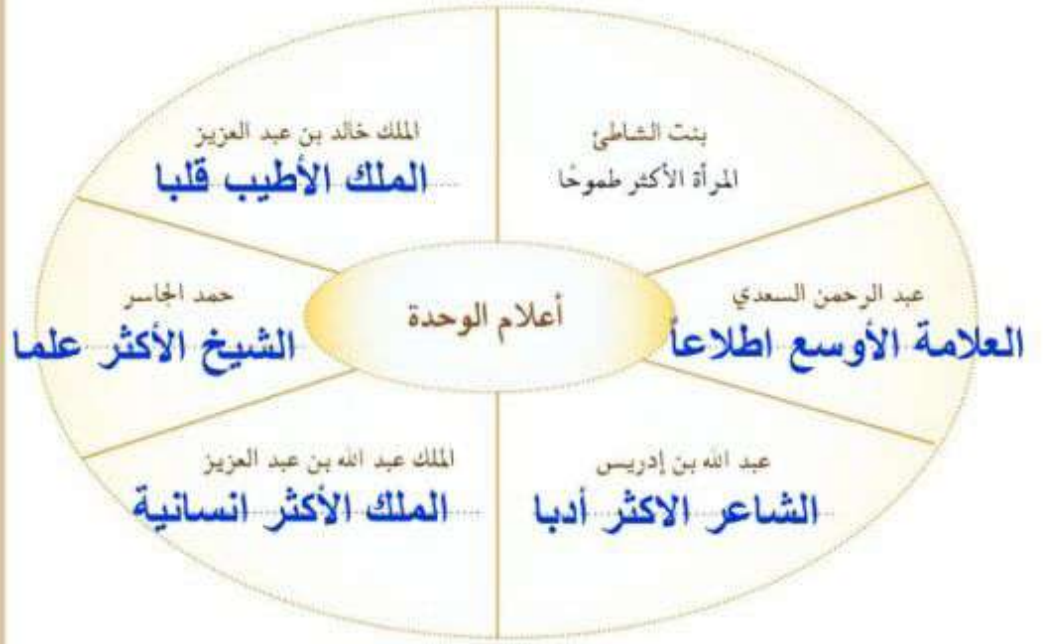 بنت الشاطئ
المرأة الأكثر طموحًا
الملك خالد بن عبد العزيز
الملك الأطيب قلبا
عبد الرحمن السعدي
العلامة الأوسع اطلاعاً
أعلام الوحدة
حمد الجاسر
الشيخ الأكثر علما
عبد الله بن إدريس
الشاعر الاكثر أدبا
الملك عبد الله بن عبد العزيز
الملك الأكثر انسانية